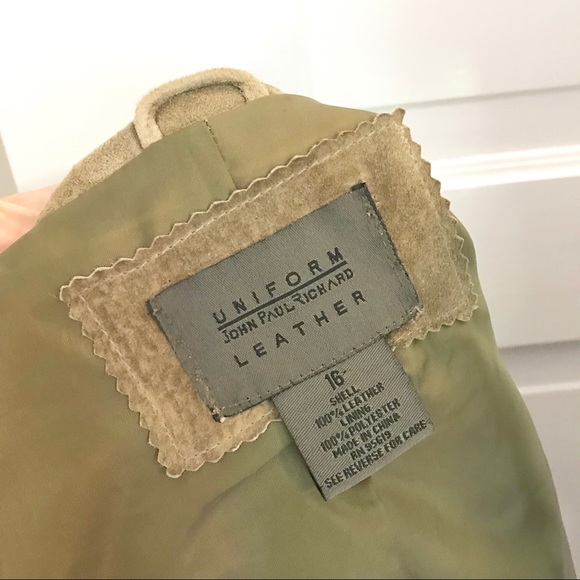 UNIFORM
JOHN PAUL RICHARD
LEATHER
16
SHELL
100% LEATHER
LINING
100% POLYESTER
MADE IN CHINA
RN 95619
SEE REVERSE FOR CARE